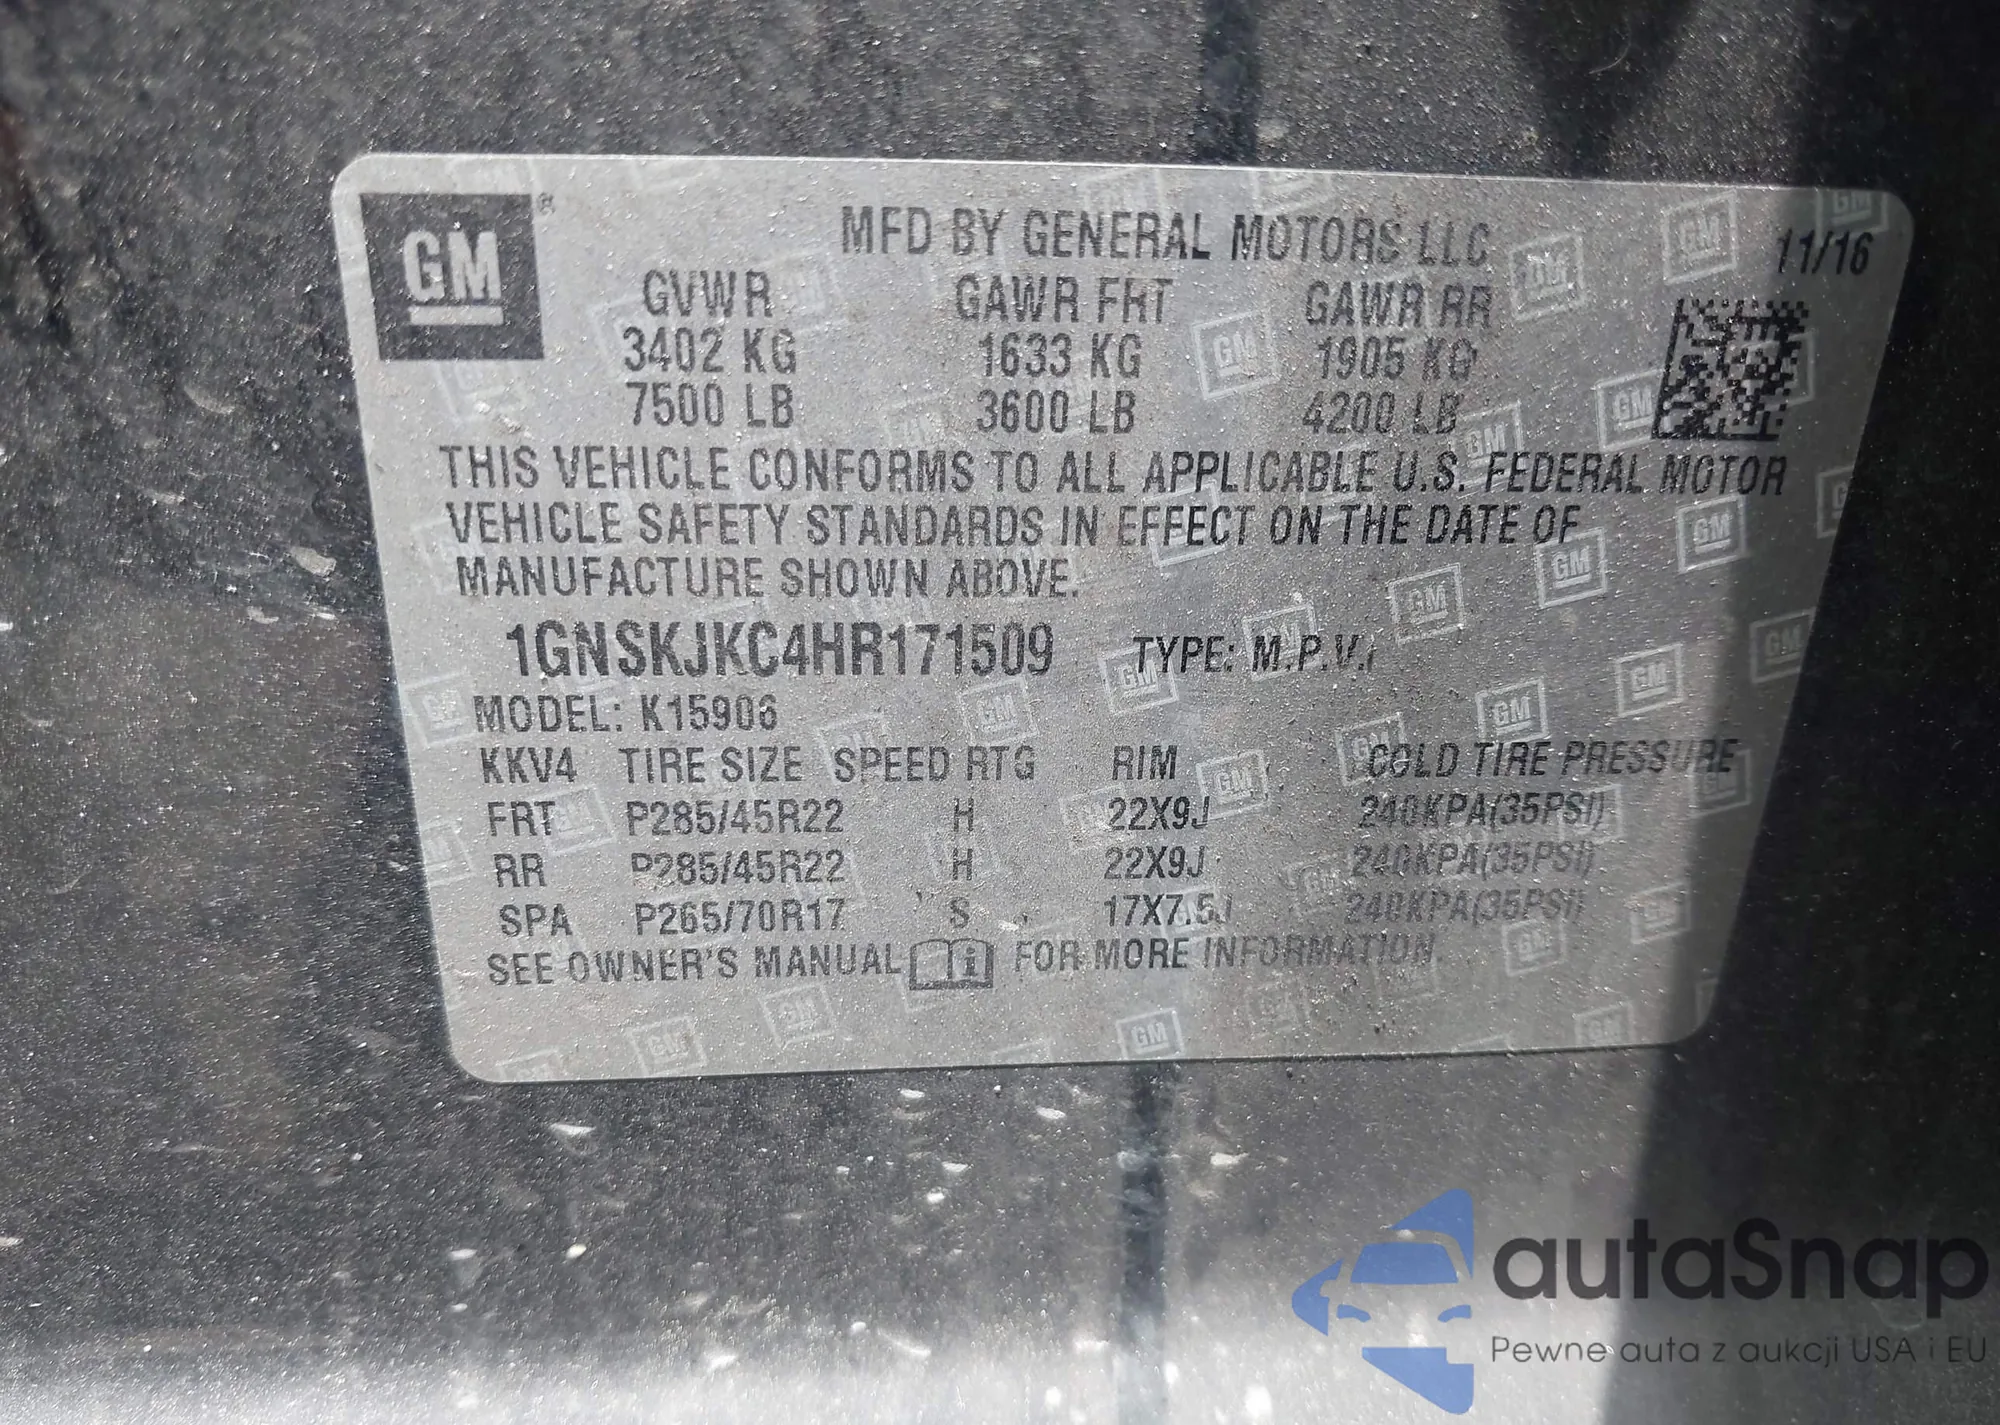 GM®
MFD BY GENERAL MOTORS LLC 11/16
GVWR GAWR FRT GAWR RR
3402 KG 1633 KG 1905 KG
7500 LB 3600 LB 4200 LB
THIS VEHICLE CONFORMS TO ALL APPLICABLE U.S. FEDERAL MOTOR
VEHICLE SAFETY STANDARDS IN EFFECT ON THE DATE OF
MANUFACTURE SHOWN ABOVE.
1GNSKJKC4HR171509 TYPE: M.P.V.
MODEL: K15906
KKV4 TIRE SIZE SPEED RTG RIM COLD TIRE PRESSURE
FRT P285/45R22 H 22X9J 240KPA(35PSI)
RR P285/45R22 H 22X9J 240KPA(35PSI)
SPA P265/70R17 S 17X7.5J 240KPA(35PSI)
SEE OWNER'S MANUAL FOR MORE INFORMATION.
autaSnap
Pewne auta z aukcji USA i EU